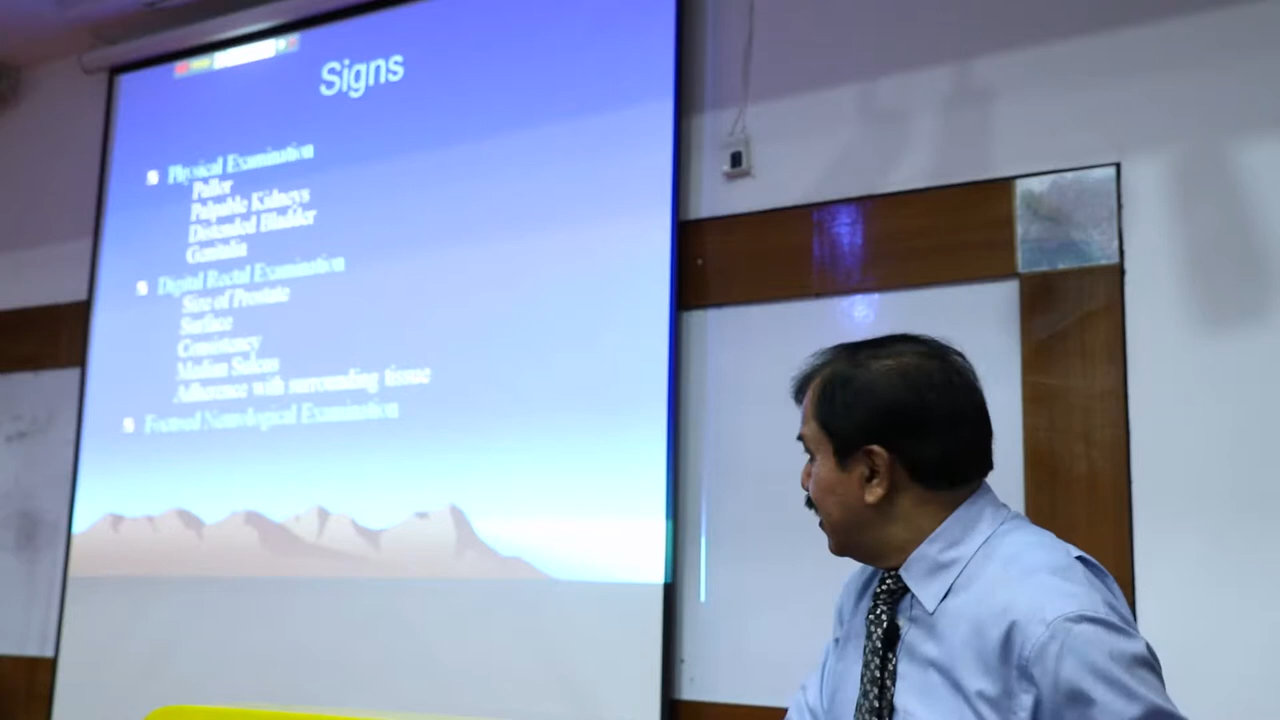 Signs
Physical Examination
Pallor
Palpable Kidneys
Distended Bladder
Genitalia
Digital Rectal Examination
Size of Prostate
Surface
Consistency
Median Sulcus
Adherence with surrounding tissue
Focused Neurological Examination